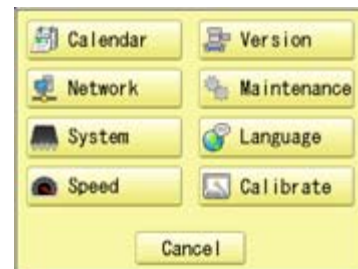 Calendar Version
Network Maintenance
System Language
Speed Calibrate
Cancel